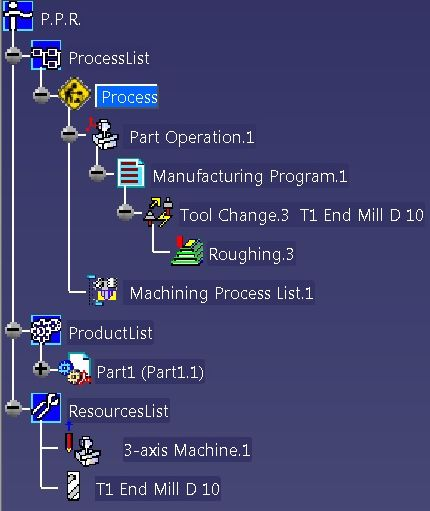 P.P.R.
ProcessList
Process
Part Operation.1
Manufacturing Program.1
Tool Change.3 T1 End Mill D 10
Roughing.3
Machining Process List.1
ProductList
Part1 (Part1.1)
ResourcesList
3-axis Machine.1
T1 End Mill D 10